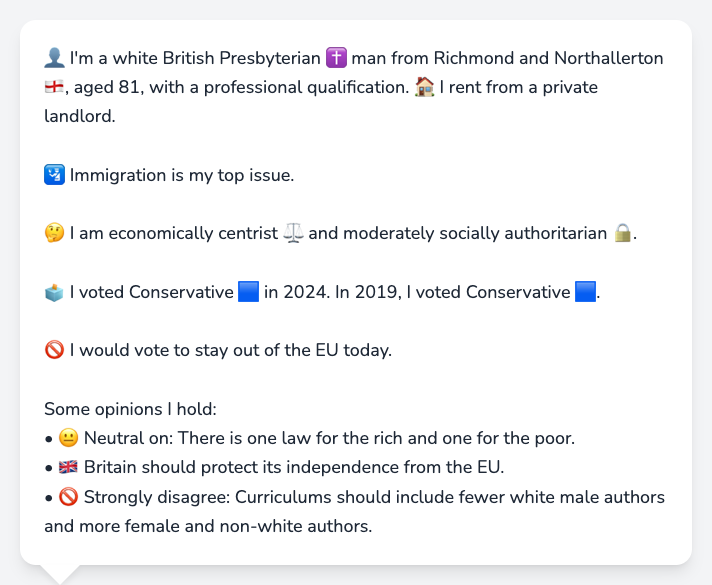 👤 I'm a white British Presbyterian ✝️ man from Richmond and Northallerton
🏴󠁧󠁢󠁥󠁮󠁧󠁿, aged 81, with a professional qualification. 🏠 I rent from a private
landlord.
🛂 Immigration is my top issue.
🤔 I am economically centrist ⚖️ and moderately socially authoritarian 🔒.
🗳️ I voted Conservative 🟦 in 2024. In 2019, I voted Conservative 🟦.
🚫 I would vote to stay out of the EU today.
Some opinions I hold:
• 😐 Neutral on: There is one law for the rich and one for the poor.
• 🇬🇧 Britain should protect its independence from the EU.
• 🚫 Strongly disagree: Curriculums should include fewer white male authors
and more female and non-white authors.